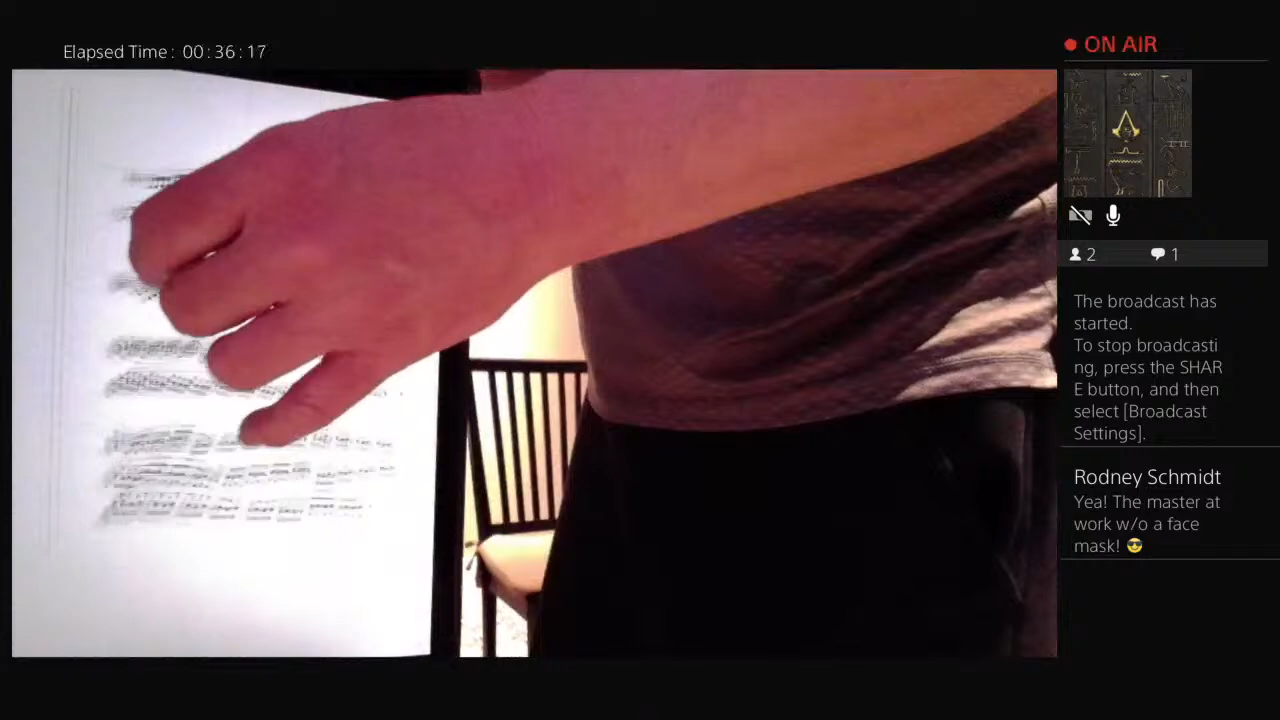 Elapsed Time: 00:36:17
ON AIR
2
1
The broadcast has
started.
To stop broadcasti
ng, press the SHAR
E button, and then
select [Broadcast
Settings].
Rodney Schmidt
Yea! The master at
work w/o a face
mask! 😎